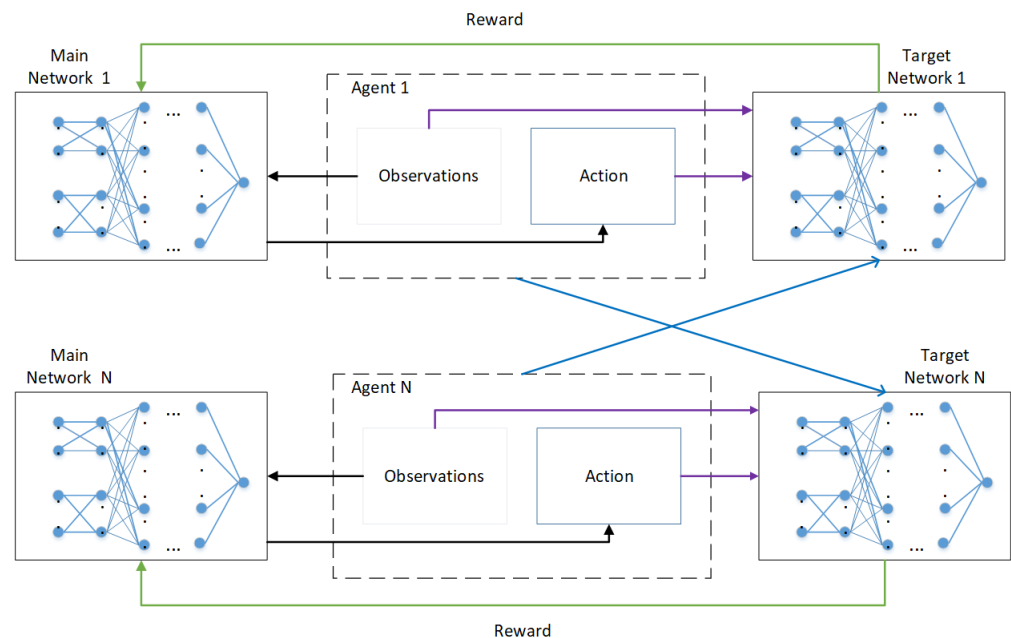 Reward
Main
Network 1
Agent 1
Target
Network 1
...
...
Observations
Action
...
...
Main
Network N
Agent N
Target
Network N
...
...
Observations
Action
...
...
Reward